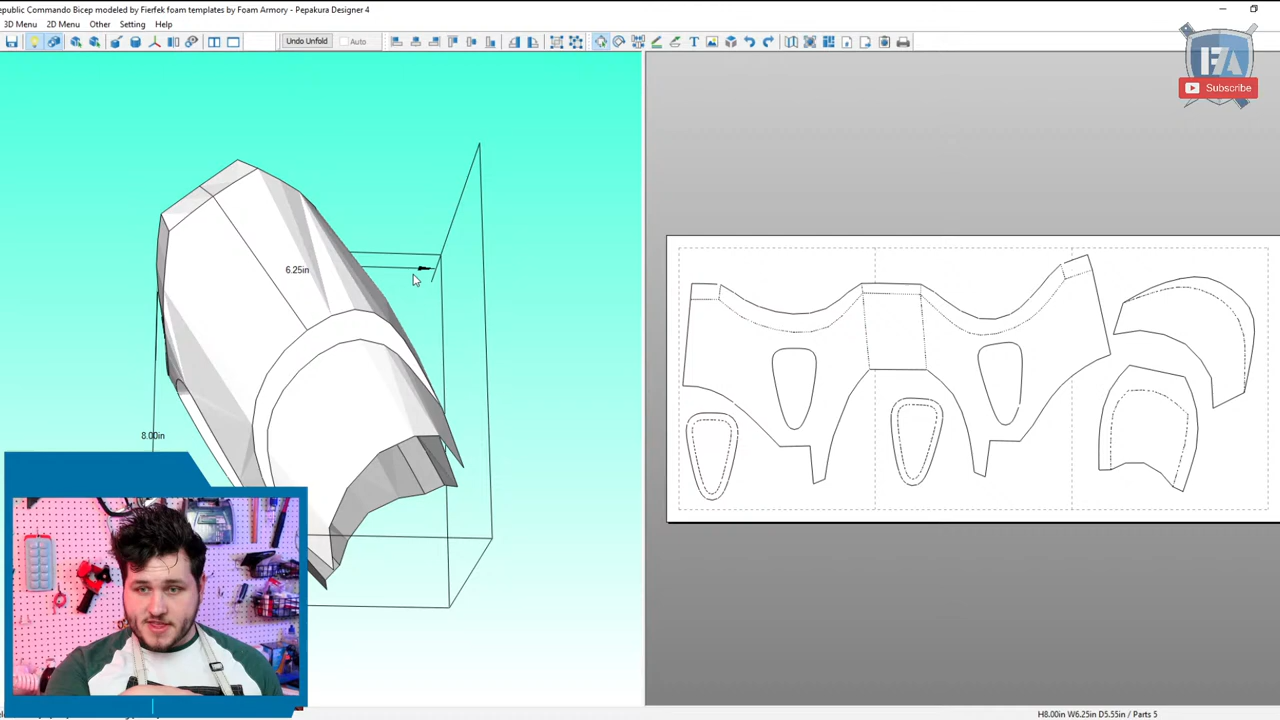 epublic Commando Bicep modeled by Fierfek foam templates by Foam Armory - Pepakura Designer 4
3D Menu 2D Menu Other Setting Help
Undo Unfold Auto
FA
Subscribe
6.25in
8.00in
H8.00in W6.25in D5.55in / Parts 5